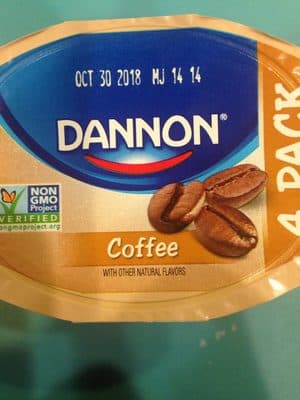 OCT 30 2018 MJ 14 14
DANNON®
NON
GMO
Project
VERIFIED
ongmoproject.org
Coffee
WITH OTHER NATURAL FLAVORS
4 PACK